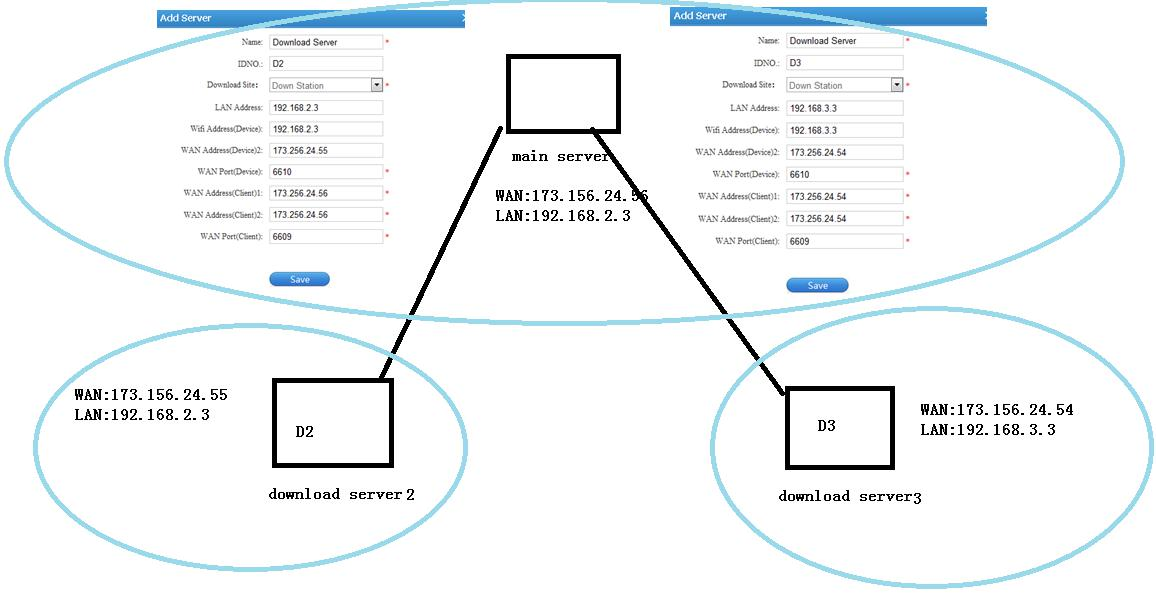 Add Server
Name: Download Server *
IDNO.: D2
Download Site: Down Station *
LAN Address: 192.168.2.3
Wifi Address(Device): 192.168.2.3
WAN Address(Device)2: 173.256.24.55
WAN Port(Device): 6610 *
WAN Address(Client)1: 173.256.24.56 *
WAN Address(Client)2: 173.256.24.56 *
WAN Port(Client): 6609 *
Save
Add Server
Name: Download Server *
IDNO.: D3
Download Site: Down Station *
LAN Address: 192.168.3.3
Wifi Address(Device): 192.168.3.3
WAN Address(Device)2: 173.256.24.54
WAN Port(Device): 6610 *
WAN Address(Client)1: 173.256.24.54 *
WAN Address(Client)2: 173.256.24.54 *
WAN Port(Client): 6609 *
Save
main server
WAN:173.156.24.56
LAN:192.168.2.3
WAN:173.156.24.55
LAN:192.168.2.3
D2
download server2
D3
WAN:173.156.24.54
LAN:192.168.3.3
download server3